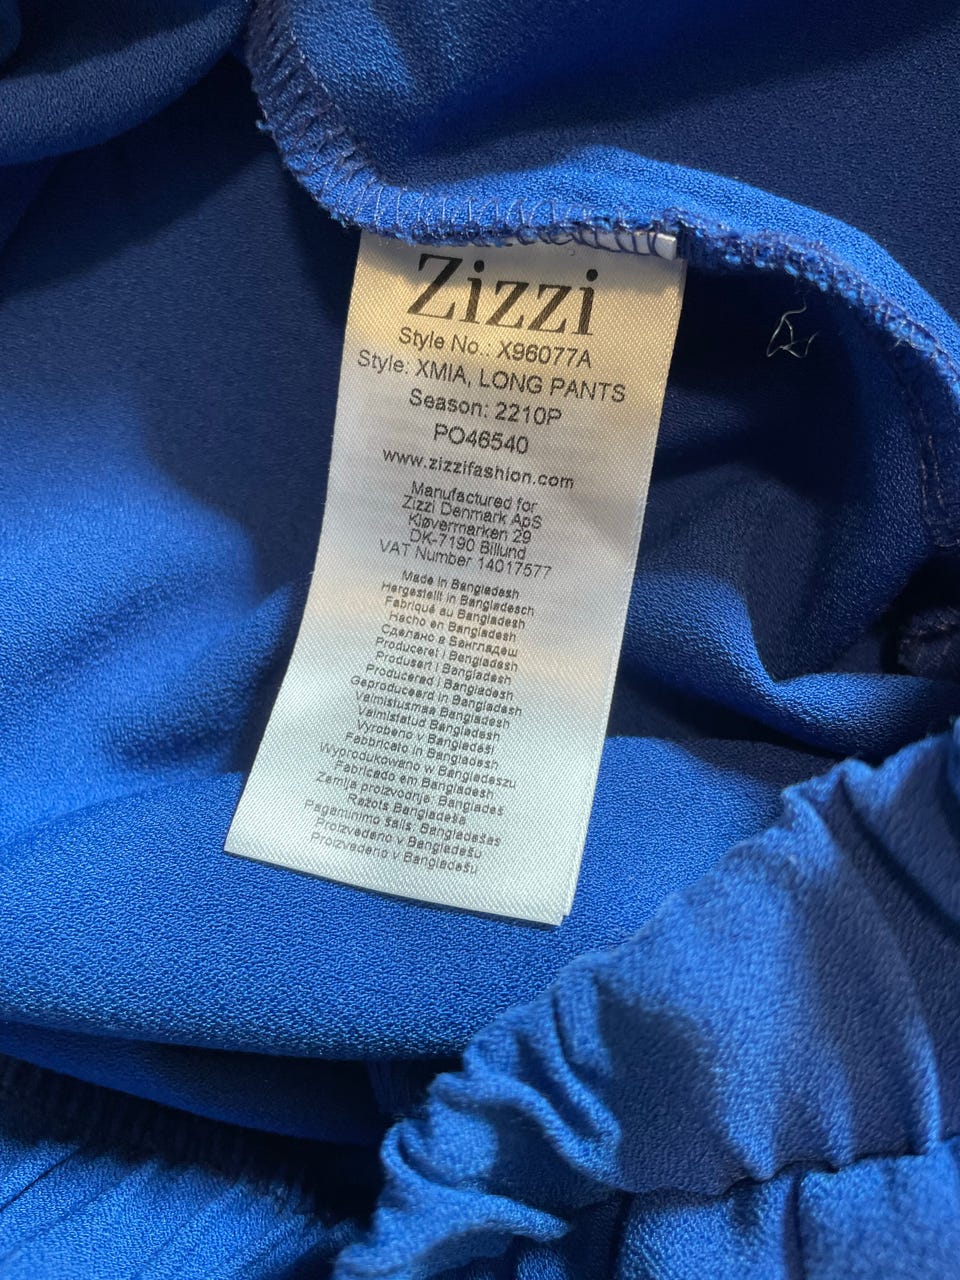 Zizzi
Style No.: X96077A
Style: XMIA, LONG PANTS
Season: 2210P
PO46540
www.zizzifashion.com
Manufactured for
Zizzi Denmark ApS
Kløvermarken 29
DK-7190 Billund
VAT Number 14017577
Made in Bangladesh
Hergestellt in Bangladesch
Fabriqué au Bangladesh
Hecho en Bangladesh
Сделано в Бангладеш
Produceret i Bangladesh
Produsert i Bangladesh
Producerad i Bangladesh
Geproduceerd in Bangladesh
Valmistusmaa Bangladesh
Valmistatud Bangladesh
Vyrobeno v Bangladéši
Fabbricato in Bangladesh
Wyprodukowano w Bangladeszu
Fabricado em Bangladesh
Zemlja proizvodnje: Bangladeš
Ražots Bangladeša
Pagaminimo šalis: Bangladešas
Proizvedeno v Bangladešu
Proizvedeno v Bangladešu